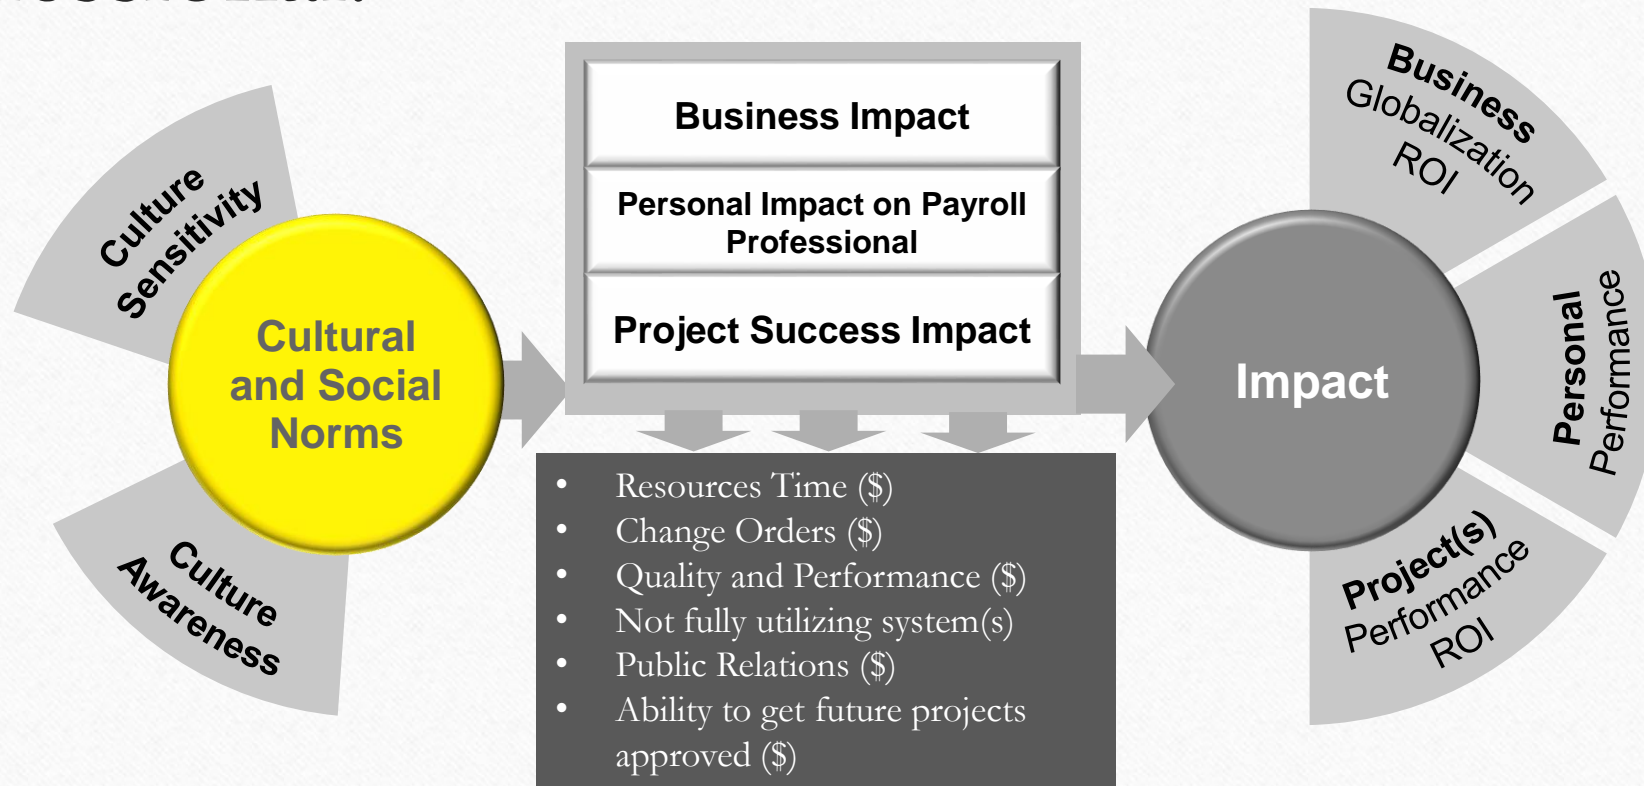 Culture
Sensitivity
Cultural
and Social
Norms
Culture
Awareness
Business Impact
Personal Impact on Payroll
Professional
Project Success Impact
• Resources Time ($)
• Change Orders ($)
• Quality and Performance ($)
• Not fully utilizing system(s)
• Public Relations ($)
• Ability to get future projects
approved ($)
Impact
Business
Globalization
ROI
Personal
Performance
Project(s)
Performance
ROI